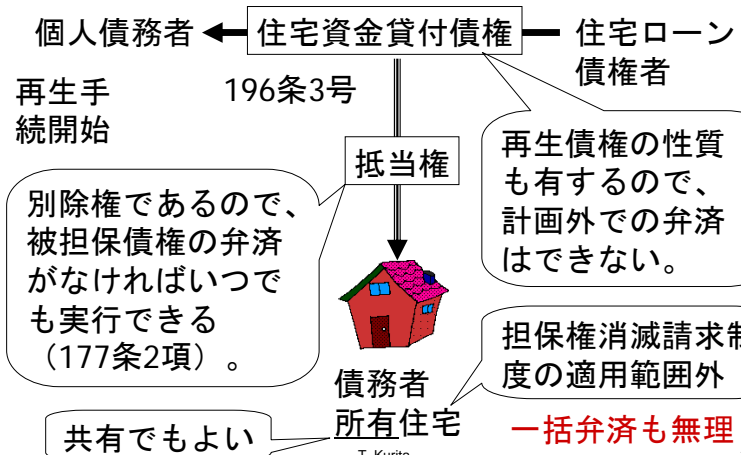 個人債務者
住宅資金貸付債権
住宅ローン
債権者
再生手
続開始
196条3号
抵当権
再生債権の性質
も有するので、
計画外での弁済
はできない。
別除権であるので、
被担保債権の弁済
がなければいつで
も実行できる
（177条2項）。
担保権消滅請求制
度の適用範囲外
債務者
所有住宅
一括弁済も無理
共有でもよい
T. Kurita